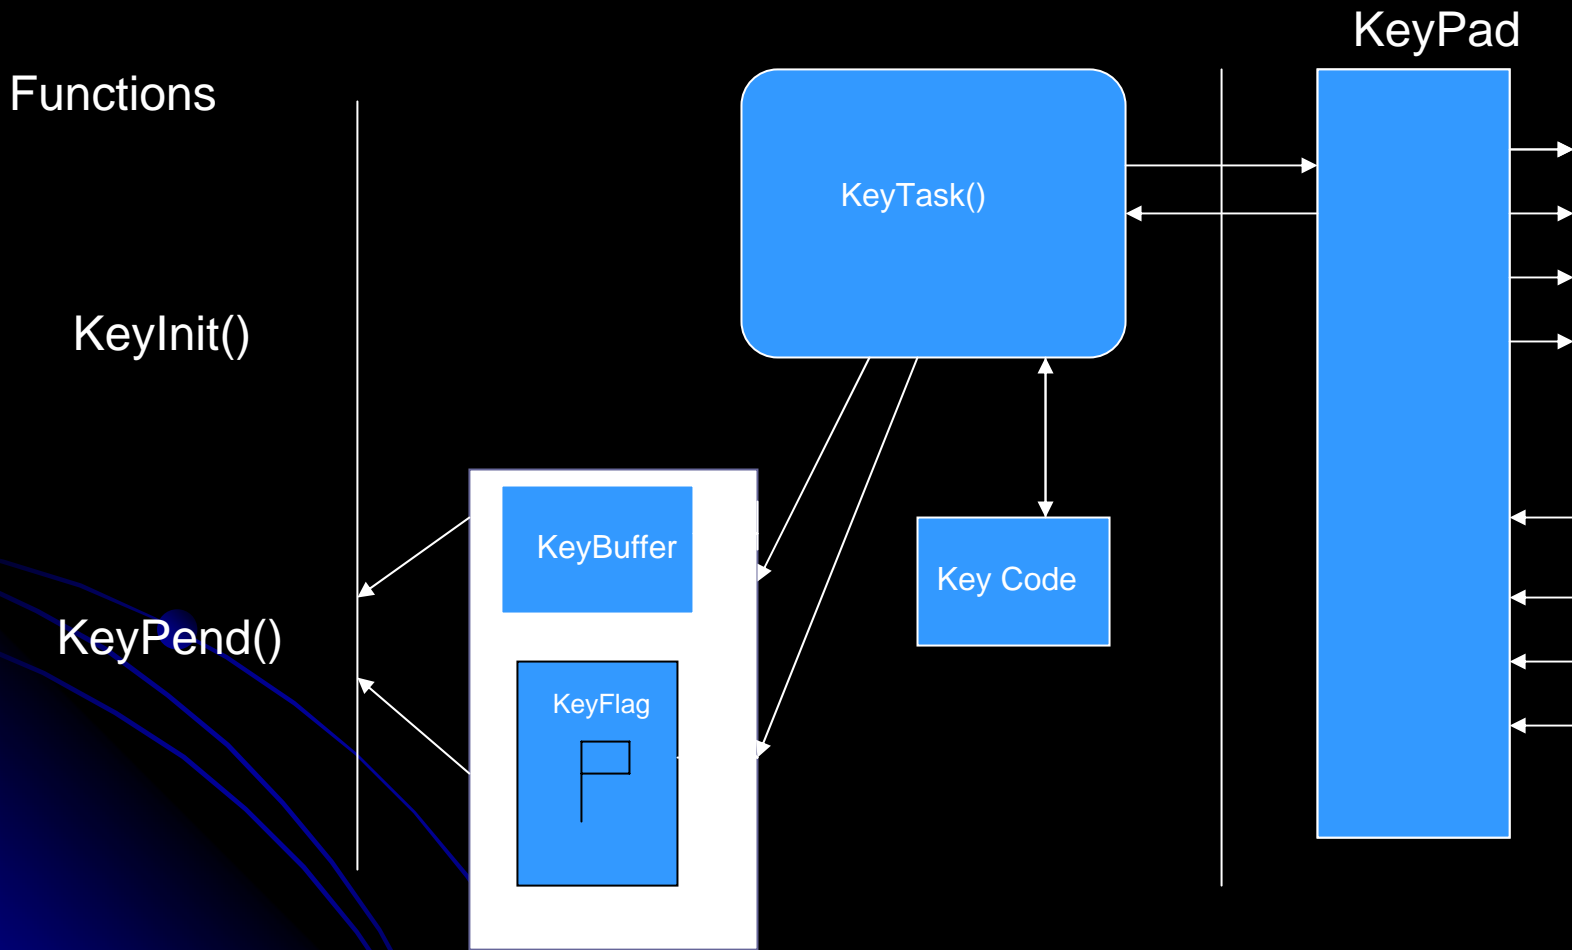 KeyPad
Functions
KeyTask()
KeyInit()
KeyBuffer
Key Code
KeyPend()
KeyFlag